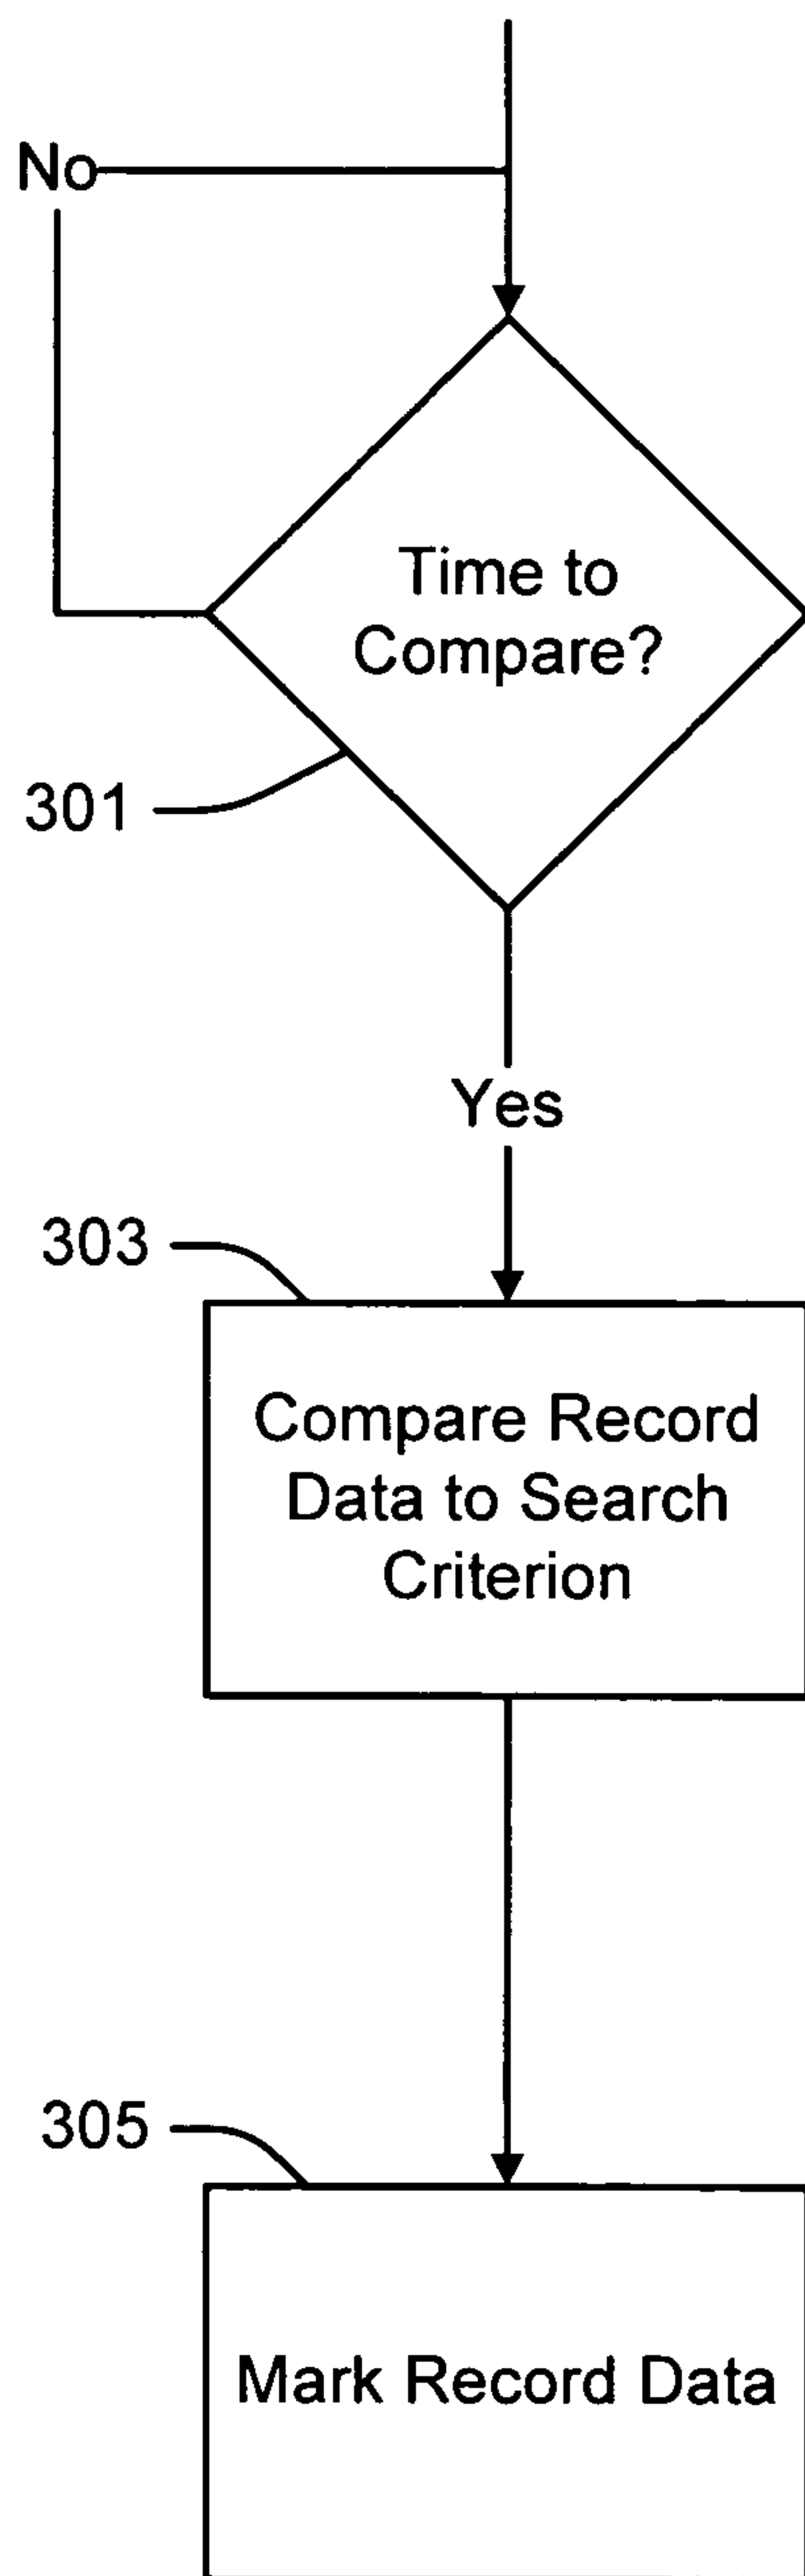 No
Time to
Compare?
301
Yes
303
Compare Record
Data to Search
Criterion
305
Mark Record Data